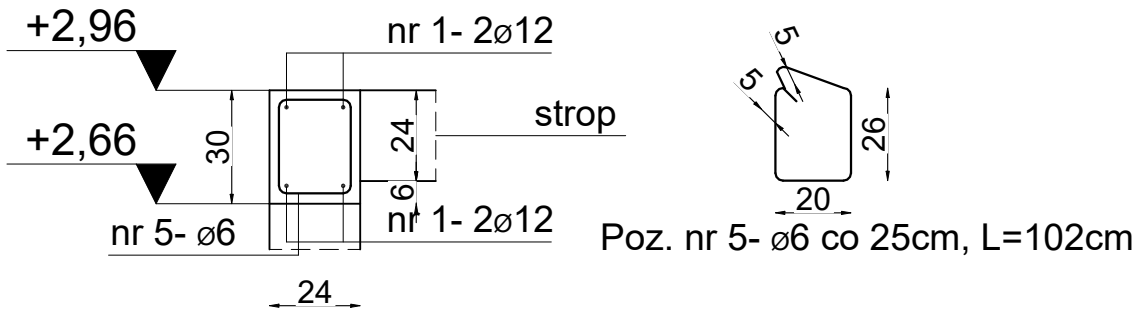 +2,96
nr 1- 2ø12
5
5
+2,66
30
24
strop
26
6
20
nr 5- ø6
nr 1- 2ø12
Poz. nr 5- ø6 co 25cm, L=102cm
24